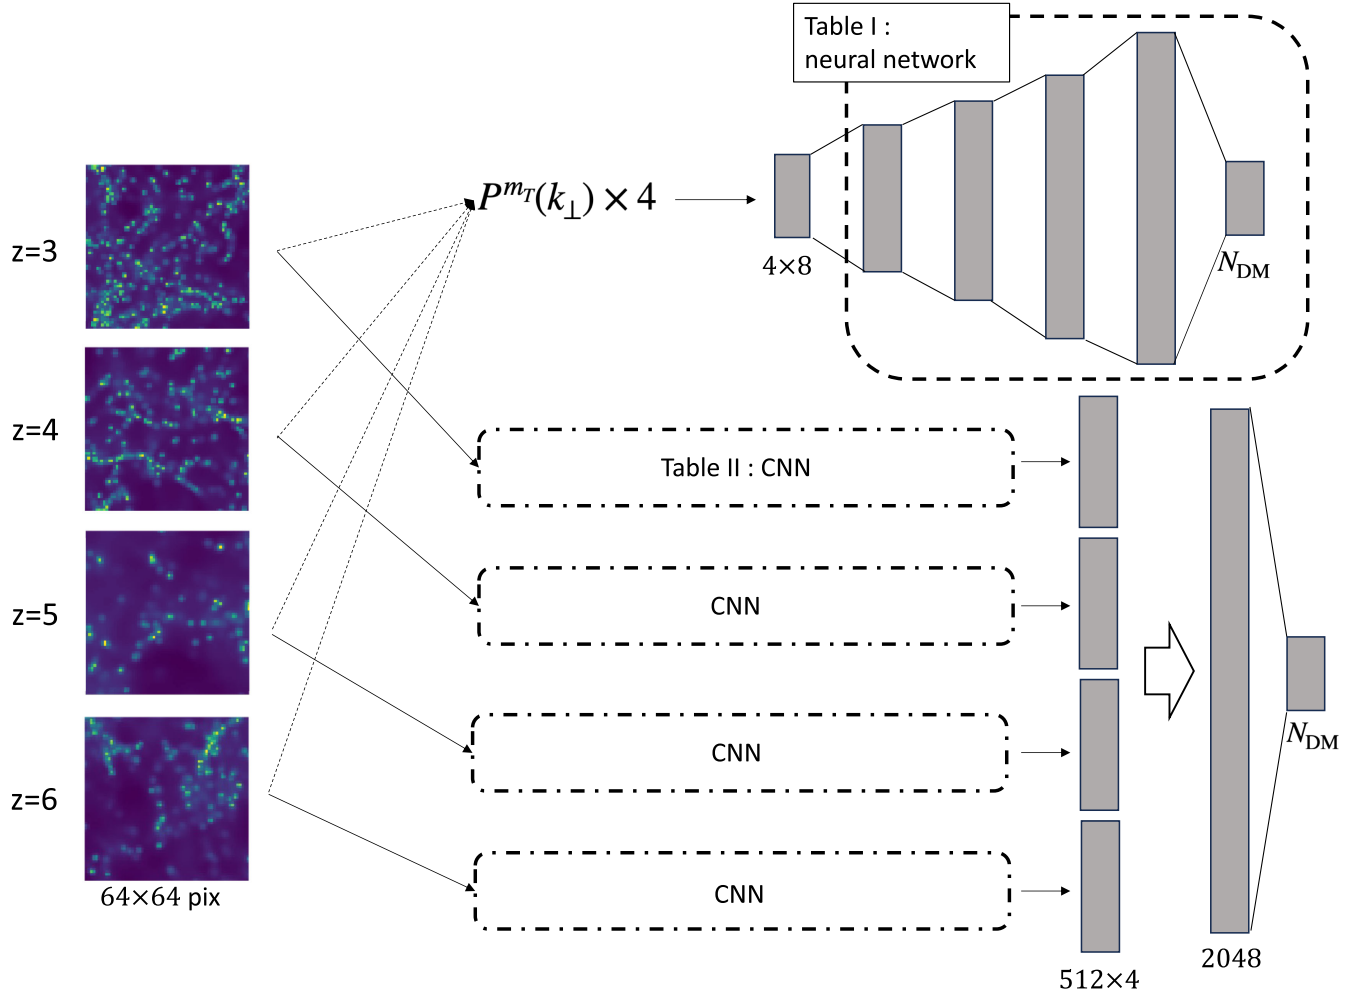 Table I :
neural network
z=3
P^{m_T}(k_⊥) × 4
4×8
N_DM
z=4
Table II : CNN
z=5
CNN
CNN
N_DM
z=6
CNN
64×64 pix
512×4
2048